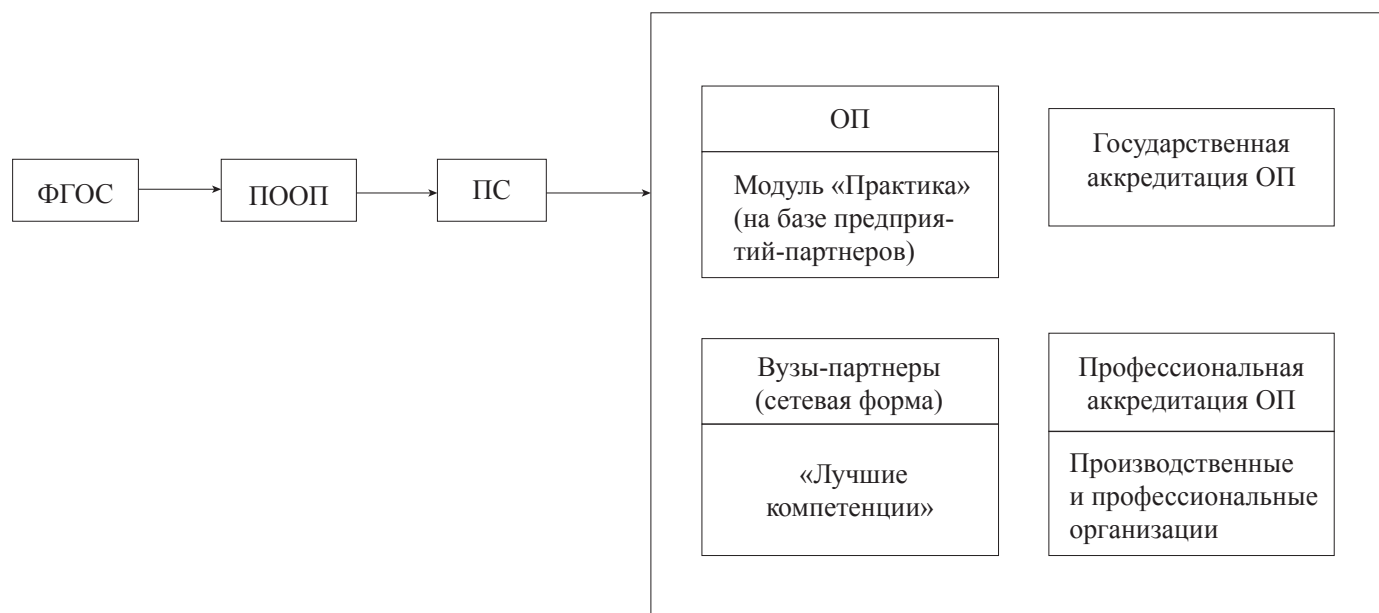 ФГОС
ПООП
ПС
ОП
Модуль «Практика»
(на базе предприя-
тий-партнеров)
Государственная
аккредитация ОП
Вузы-партнеры
(сетевая форма)
«Лучшие
компетенции»
Профессиональная
аккредитация ОП
Производственные
и профессиональные
организации